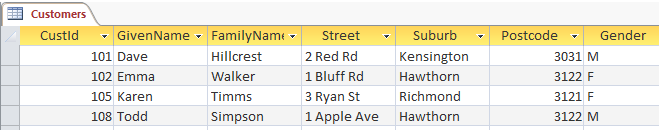 Customers
CustId GivenName FamilyName Street Suburb Postcode Gender
101 Dave Hillcrest 2 Red Rd Kensington 3031 M
102 Emma Walker 1 Bluff Rd Hawthorn 3122 F
105 Karen Timms 3 Ryan St Richmond 3121 F
108 Todd Simpson 1 Apple Ave Hawthorn 3122 M